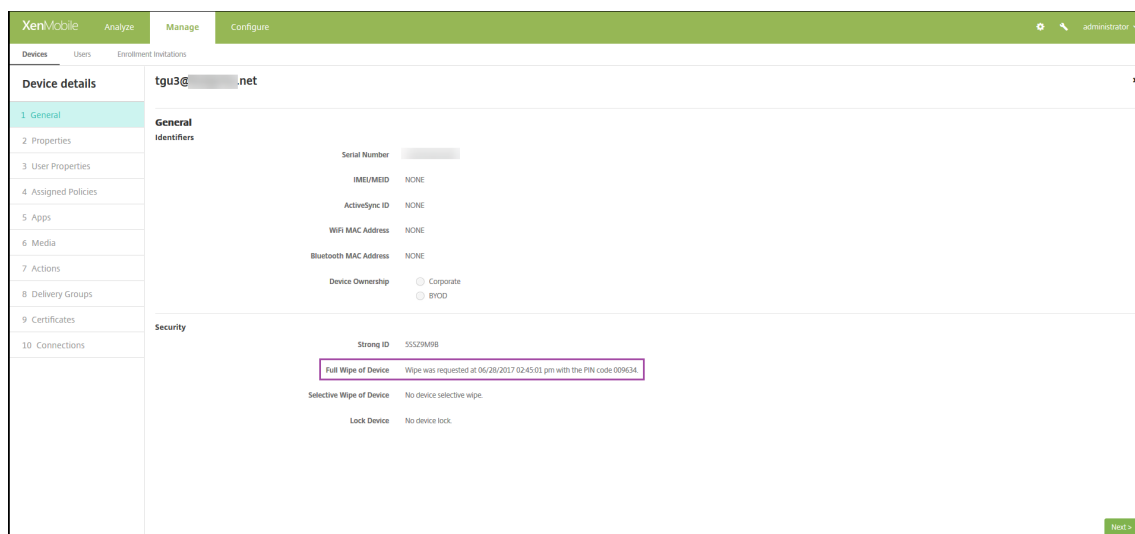 XenMobile Analyze Manage Configure administrator
Devices Users Enrollment Invitations
Device details
tgu3@ .net
1 General
2 Properties
3 User Properties
4 Assigned Policies
5 Apps
6 Media
7 Actions
8 Delivery Groups
9 Certificates
10 Connections
General
Identifiers
Serial Number
IMEI/MEID NONE
ActiveSync ID NONE
WiFi MAC Address NONE
Bluetooth MAC Address NONE
Device Ownership Corporate
BYOD
Security
Strong ID 5SSZ9M9B
Full Wipe of Device Wipe was requested at 06/28/2017 02:45:01 pm with the PIN code 009634.
Selective Wipe of Device No device selective wipe.
Lock Device No device lock.
Next >